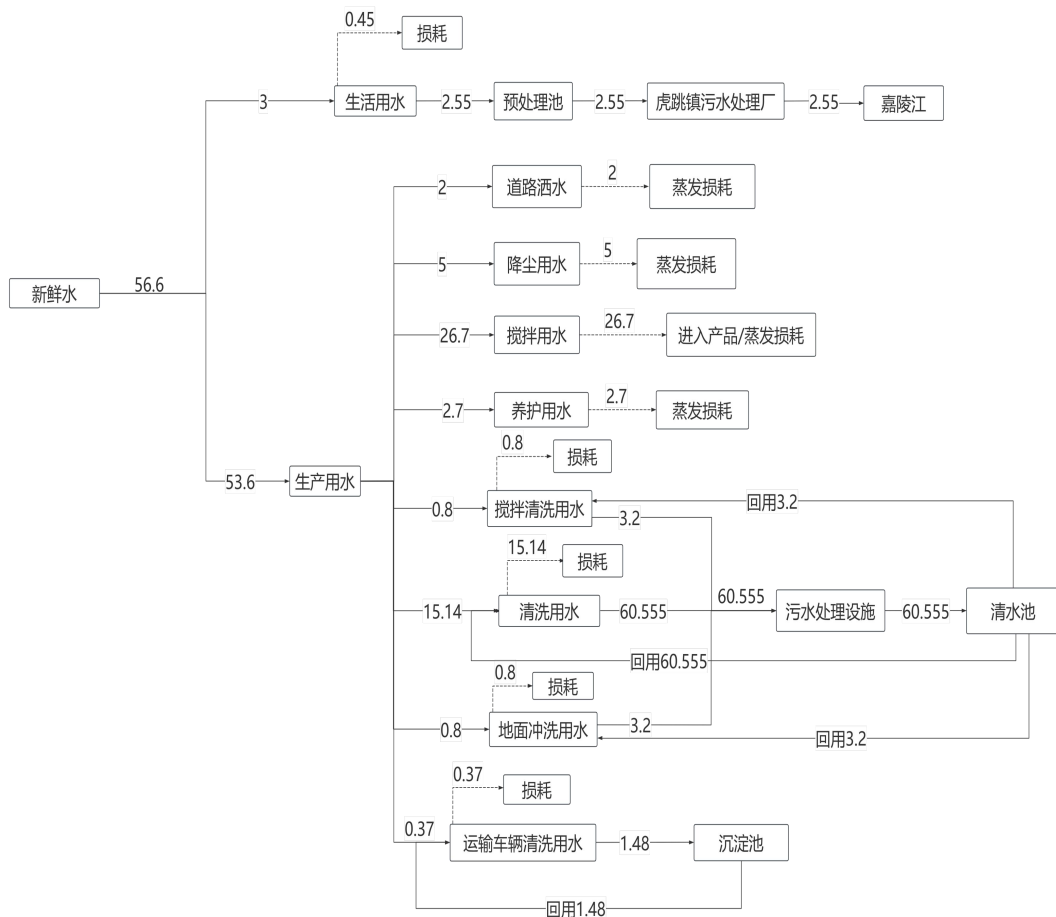 0.45
损耗
3
生活用水
2.55
预处理池
2.55
虎跳镇污水处理厂
2.55
嘉陵江
2
道路洒水
2
蒸发损耗
5
降尘用水
5
蒸发损耗
新鲜水
56.6
26.7
搅拌用水
26.7
进入产品/蒸发损耗
2.7
养护用水
2.7
蒸发损耗
0.8
损耗
53.6
生产用水
0.8
搅拌清洗用水
3.2
回用3.2
15.14
损耗
15.14
清洗用水
60.555
60.555
污水处理设施
60.555
清水池
回用60.555
0.8
损耗
0.8
地面冲洗用水
3.2
回用3.2
0.37
损耗
0.37
运输车辆清洗用水
1.48
沉淀池
回用1.48